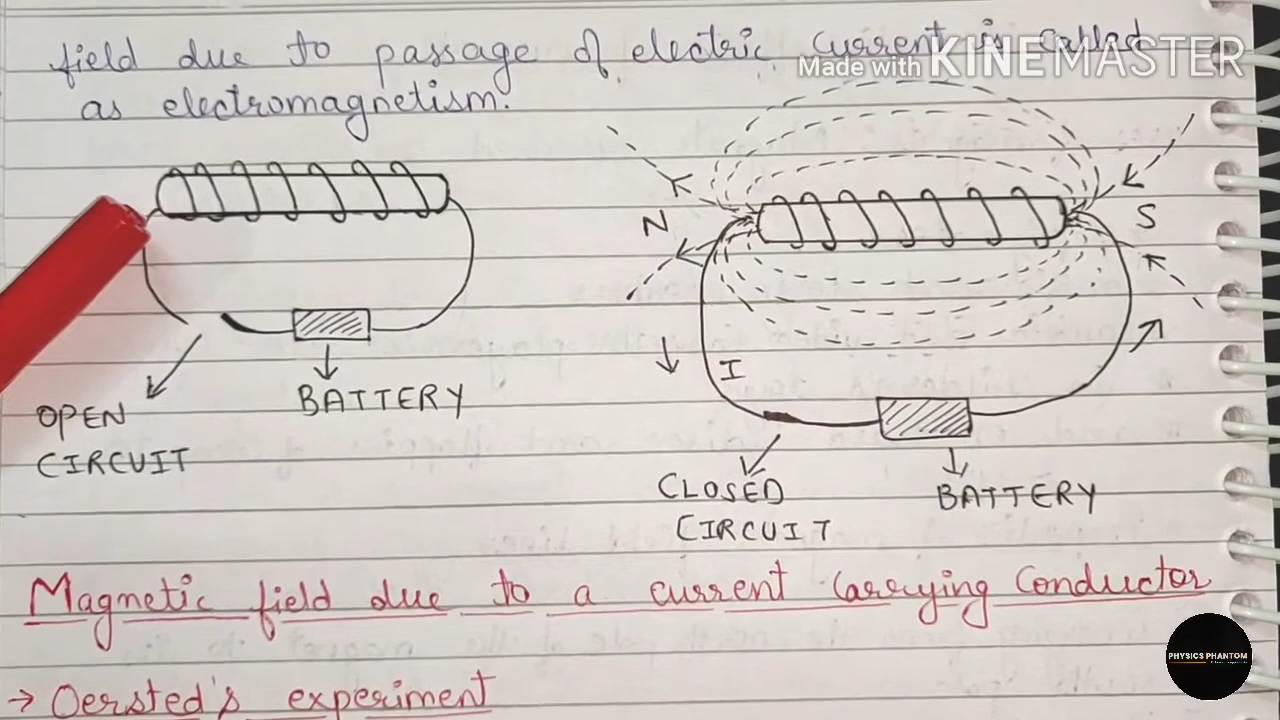 field due to passage of electric current is called
Made with KINEMASTER
as electromagnetism.
N
S
I
BATTERY
OPEN
CIRCUIT
CLOSED
CIRCUIT
BATTERY
Magnetic field due to a current carrying conductor
→ Oersted's experiment
PHYSICS PHANTOM